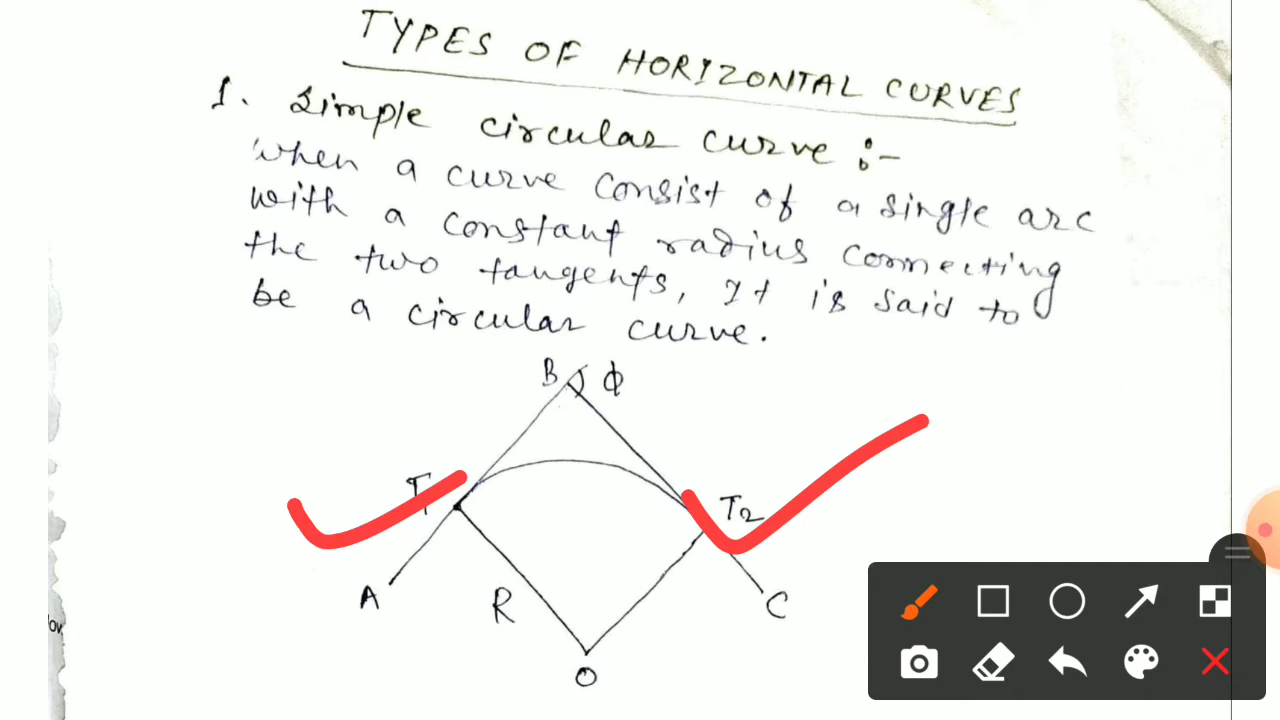 TYPES OF HORIZONTAL CURVES
1. Simple circular curve :-
When a curve consist of a single arc
with a constant radius connecting
the two tangents, It is said to
be a circular curve.
B ϕ
T1
T2
A
R
C
O